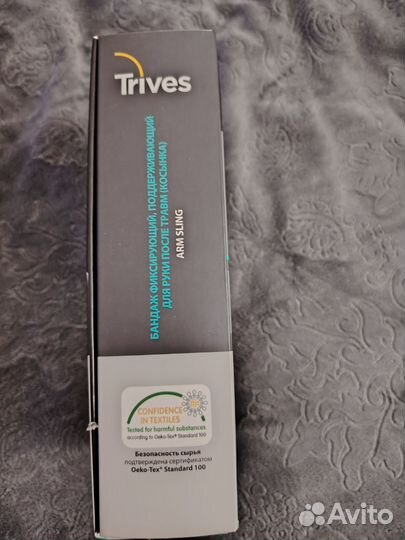 Trives
БАНДАЖ ФИКСИРУЮЩИЙ, ПОДДЕРЖИВАЮЩИЙ
ДЛЯ РУКИ ПОСЛЕ ТРАВМ (КОСЫНКА)
ARM SLING
CONFIDENCE
IN TEXTILES
Tested for harmful substances
according to Oeko-Tex® Standard 100
Безопасность сырья
подтверждена сертификатом
Oeko-Tex® Standard 100
Avito